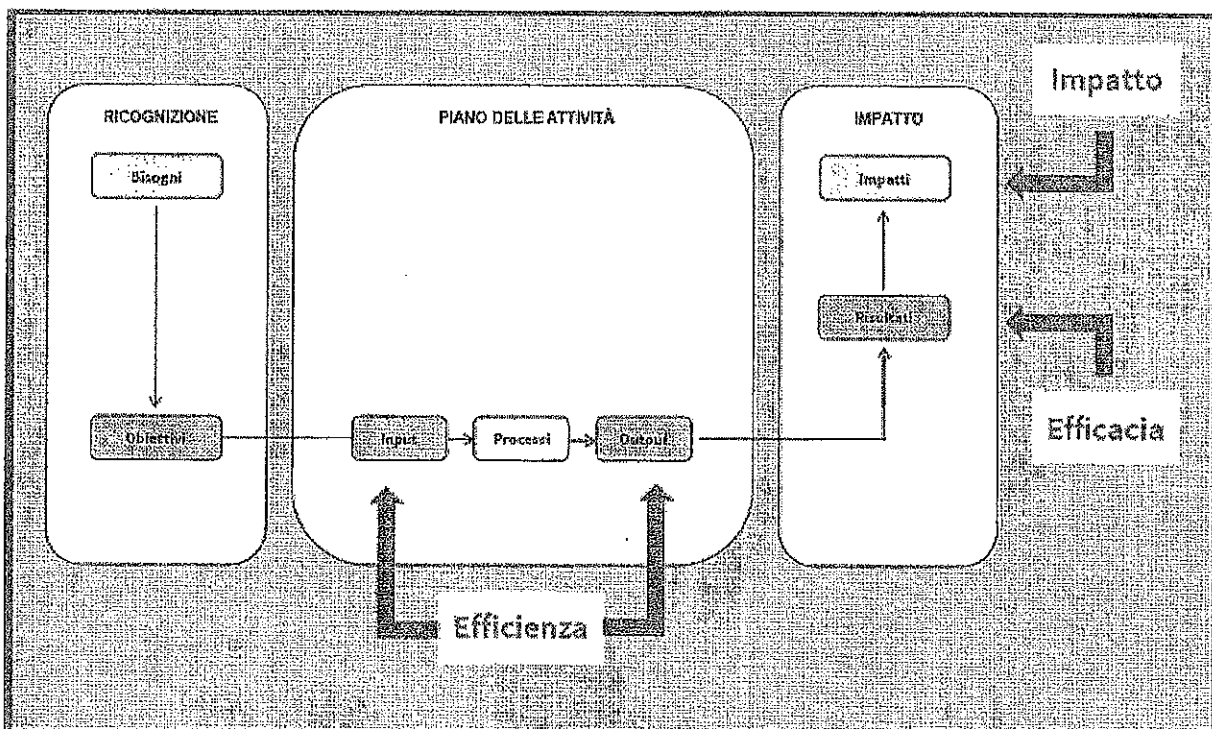 RICOGNIZIONE
Bisogni
Obiettivi
PIANO DELLE ATTIVITÀ
Input
Processi
Output
Efficienza
IMPATTO
Impatti
Risultati
Impatto
Efficacia